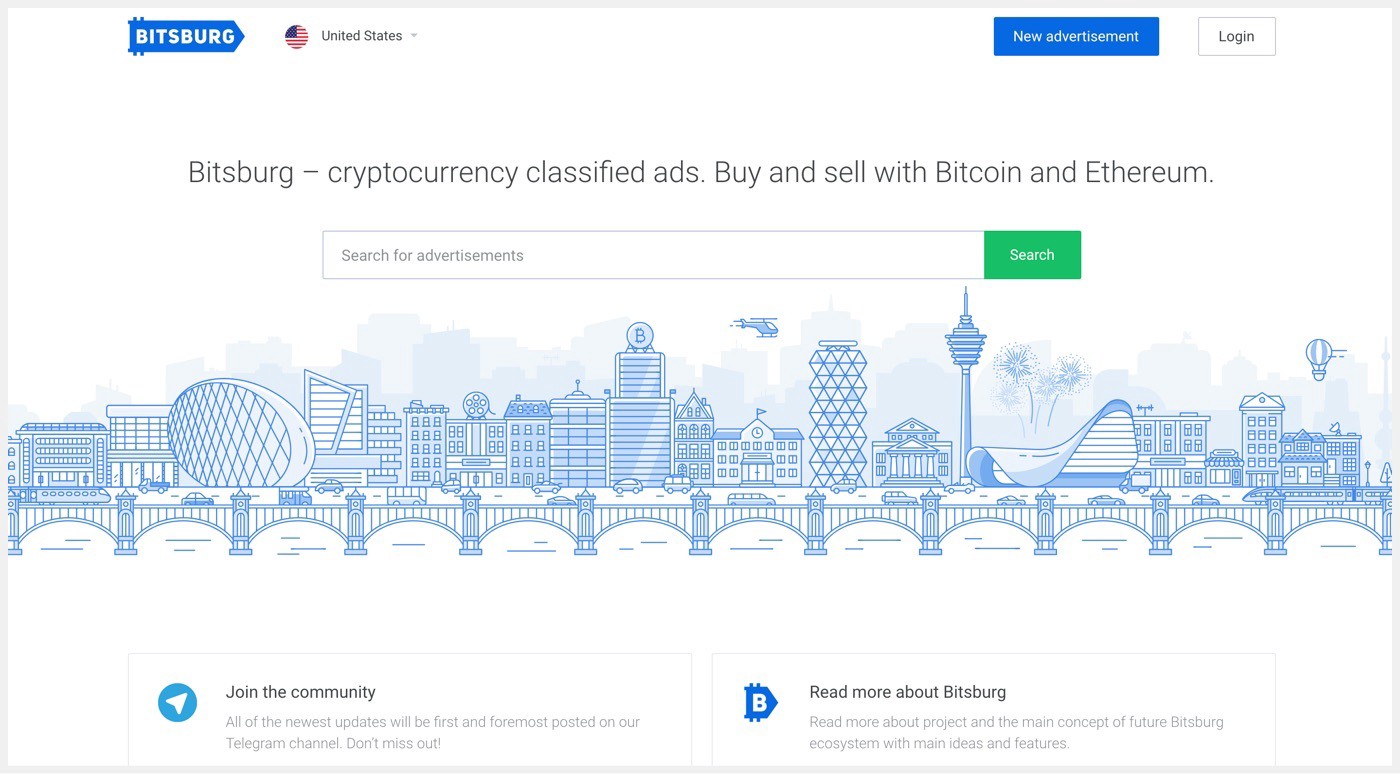 BITSBURG
United States
New advertisement
Login
Bitsburg – cryptocurrency classified ads. Buy and sell with Bitcoin and Ethereum.
Search for advertisements
Search
Join the community
All of the newest updates will be first and foremost posted on our
Telegram channel. Don't miss out!
Read more about Bitsburg
Read more about project and the main concept of future Bitsburg
ecosystem with main ideas and features.